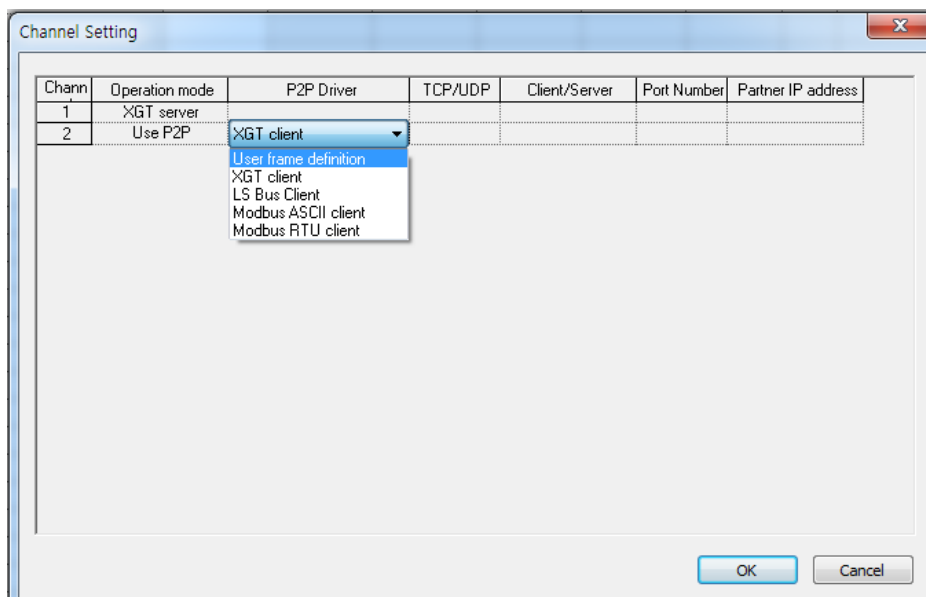 Channel Setting
Chann Operation mode P2P Driver TCP/UDP Client/Server Port Number Partner IP address
1 XGT server
2 Use P2P XGT client
User frame definition
XGT client
LS Bus Client
Modbus ASCII client
Modbus RTU client
OK Cancel